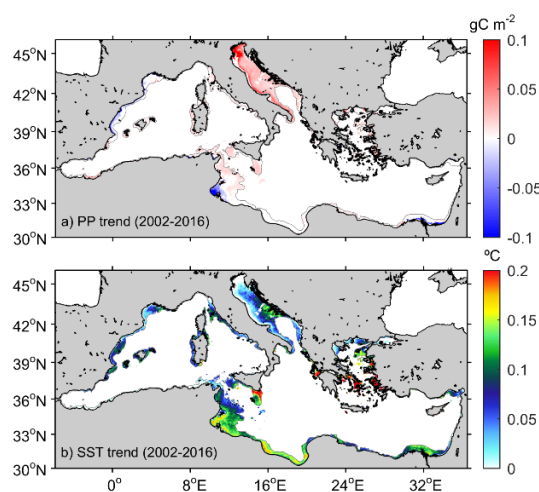 gC m⁻²
45°N
42°N
39°N
36°N
33°N
30°N
a) PP trend (2002-2016)
0.1
0.05
0
-0.05
-0.1
ºC
45°N
42°N
39°N
36°N
33°N
30°N
b) SST trend (2002-2016)
0.2
0.15
0.1
0.05
0
0° 8°E 16°E 24°E 32°E